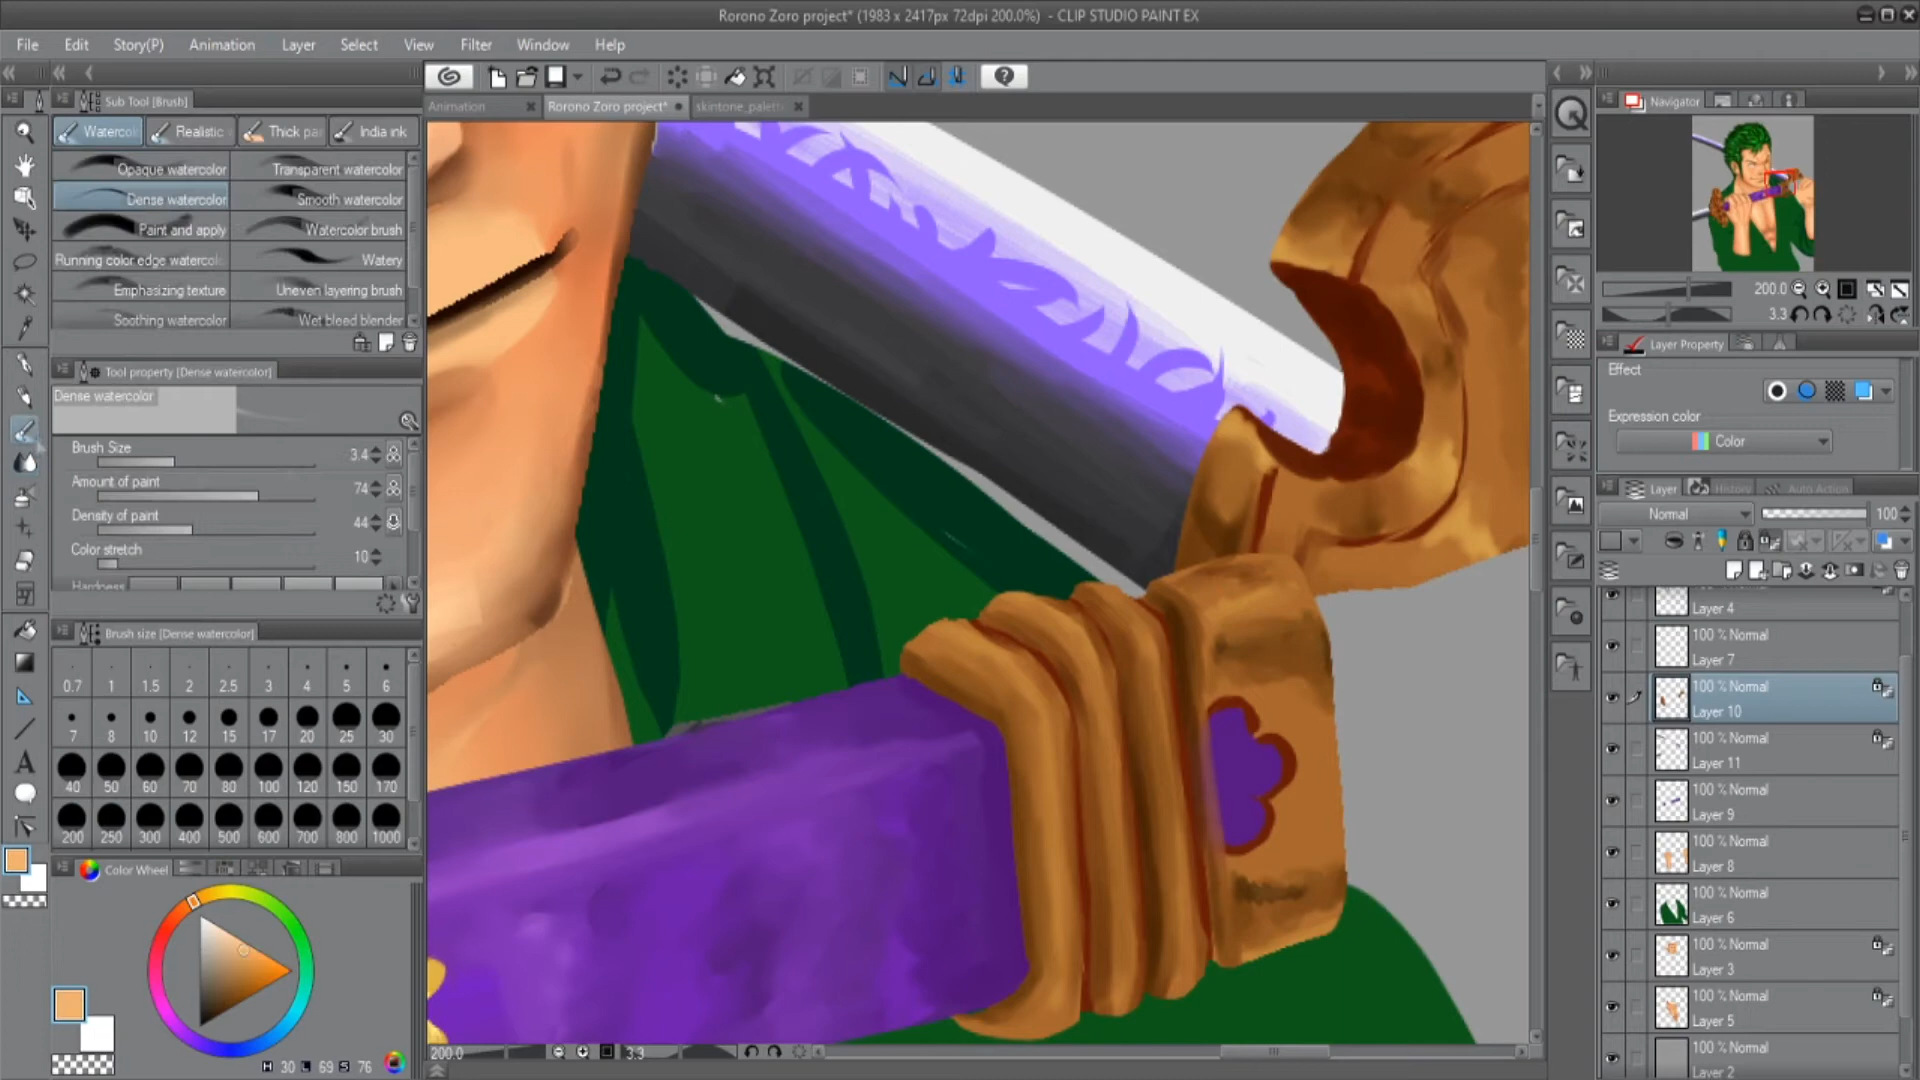 Rorono Zoro project* (1983 x 2417px 72dpi 200.0%) - CLIP STUDIO PAINT EX
File Edit Story(P) Animation Layer Select View Filter Window Help
Sub Tool [Brush]
Animation
Rorono Zoro project*
skintone_palett
Navigator
Watercol
Realistic
Thick pa
India ink
Opaque watercolor
Transparent watercolor
Dense watercolor
Smooth watercolor
Paint and apply
Watercolor brush
Running color edge watercol
Watery
Emphasizing texture
Uneven layering brush
Soothing watercolor
Wet bleed blender
200.0
3.3
Tool property [Dense watercolor]
Dense watercolor
Brush Size 3.4
Amount of paint 74
Density of paint 44
Color stretch 10
Hardness
Layer Property
Effect
Expression color
Color
Layer History Auto Action
Normal 100
Layer 4
100 % Normal
Layer 7
100 % Normal
Layer 10
100 % Normal
Layer 11
100 % Normal
Layer 9
100 % Normal
Layer 8
100 % Normal
Layer 6
100 % Normal
Layer 3
100 % Normal
Layer 5
100 % Normal
Layer 2
Brush size [Dense watercolor]
0.7 1 1.5 2 2.5 3 4 5 6
7 8 10 12 15 17 20 25 30
40 50 60 70 80 100 120 150 170
200 250 300 400 500 600 700 800 1000
Color Wheel
H 30 L 69 S 76
200.0
3.3